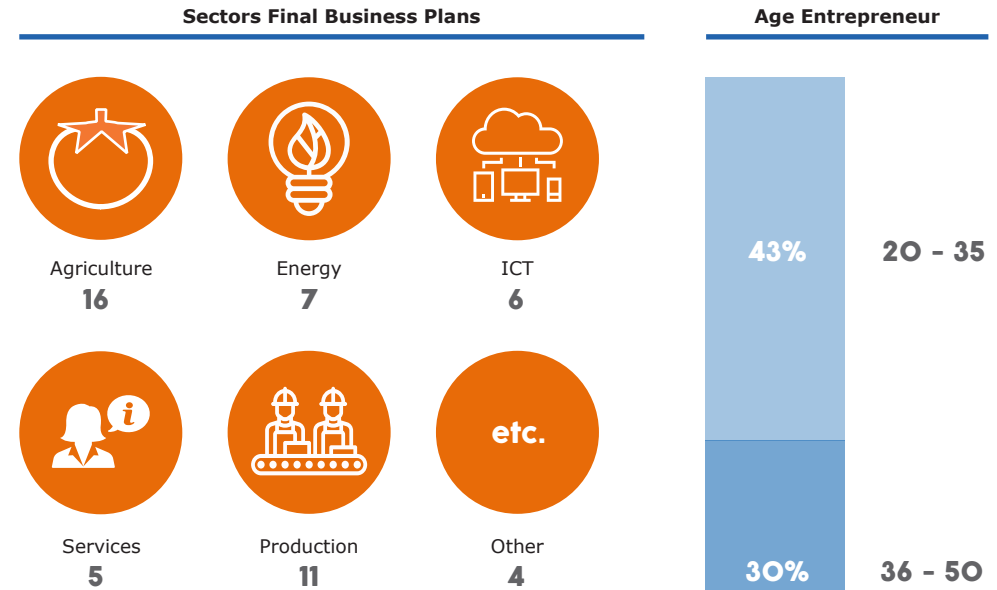 Sectors Final Business Plans
Agriculture
16
Energy
7
ICT
6
i
Services
5
Production
11
etc.
Other
4
Age Entrepreneur
43%
20 - 35
30%
36 - 50